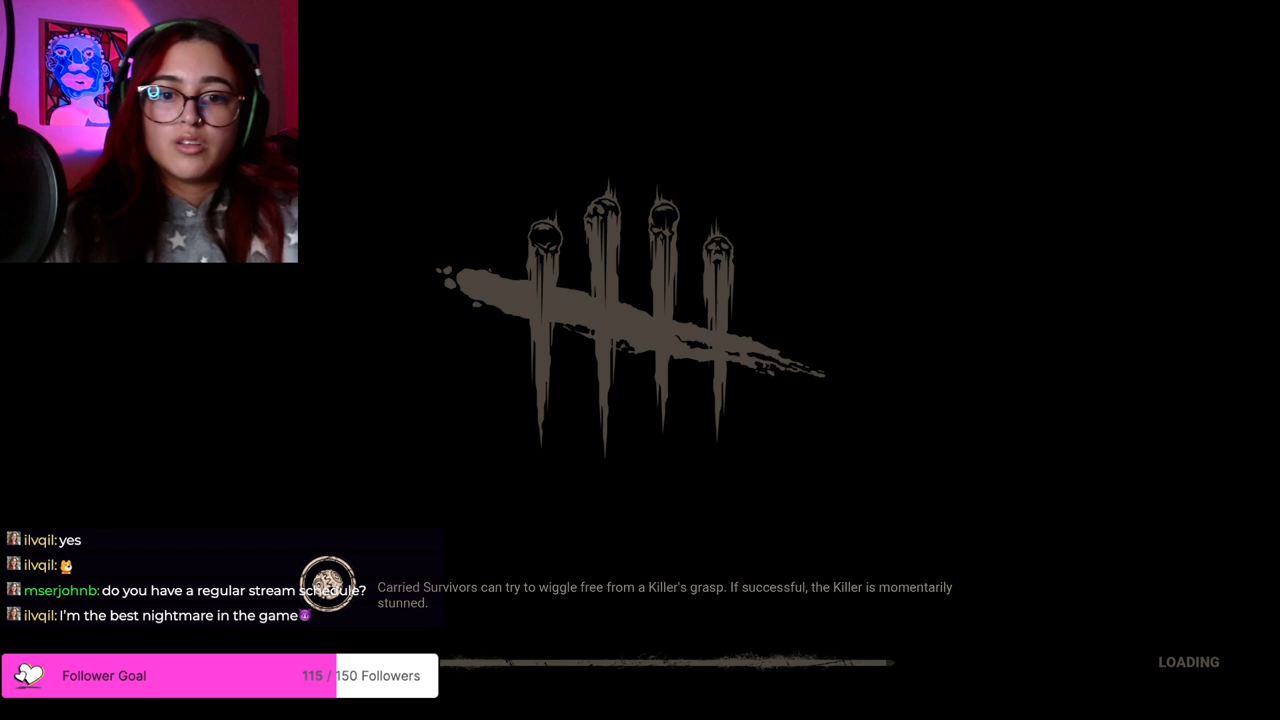 ilvqil: yes
ilvqil:
mserjohnb: do you have a regular stream schedule?
ilvqil: I'm the best nightmare in the game
Carried Survivors can try to wiggle free from a Killer's grasp. If successful, the Killer is momentarily
stunned.
Follower Goal 115 / 150 Followers
LOADING